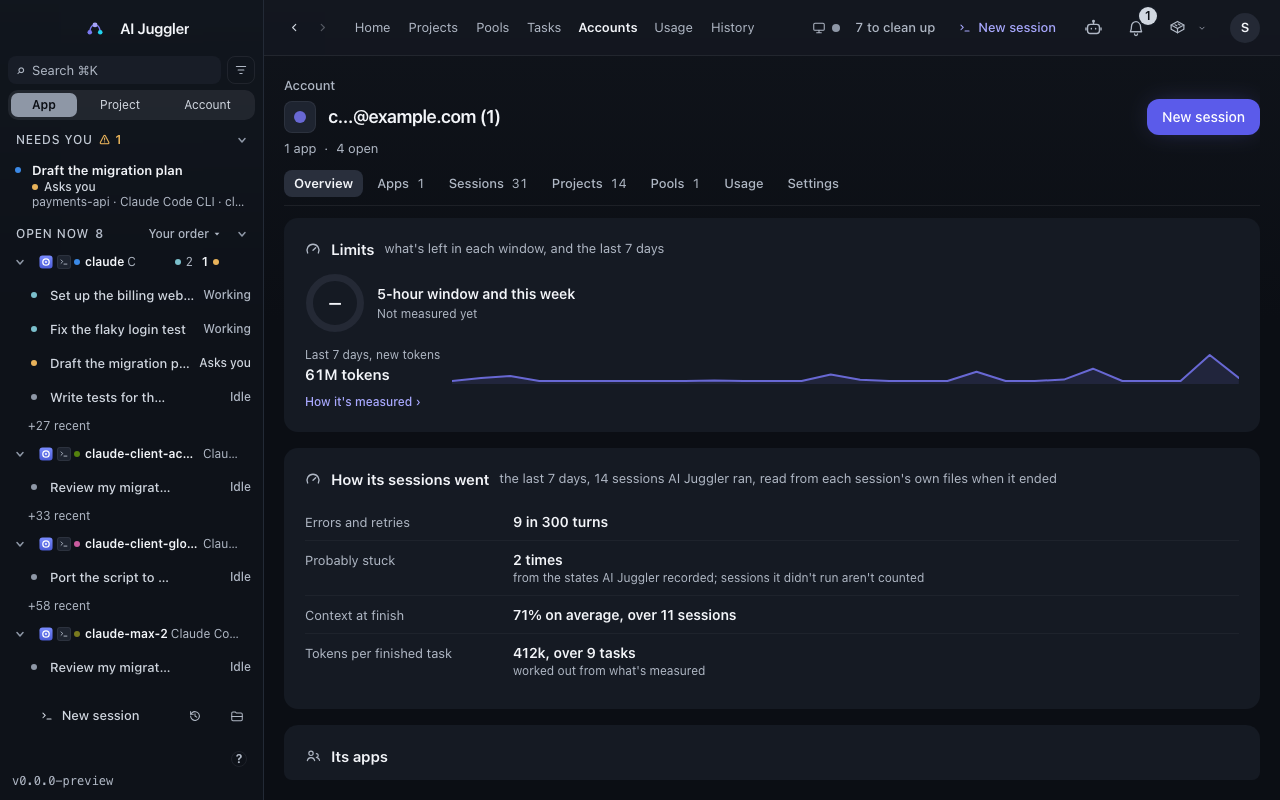 AI Juggler
Search ⌘K
App Project Account
NEEDS YOU 1
Draft the migration plan
Asks you
payments-api · Claude Code CLI · cl...
OPEN NOW 8 Your order
claude C 2 1
Set up the billing web... Working
Fix the flaky login test Working
Draft the migration p... Asks you
Write tests for th... Idle
+27 recent
claude-client-ac... Clau...
Review my migrat... Idle
+33 recent
claude-client-glo... Clau...
Port the script to ... Idle
+58 recent
claude-max-2 Claude Co...
Review my migrat... Idle
New session
?
v0.0.0-preview
Home Projects Pools Tasks Accounts Usage History
7 to clean up
New session
1
S
Account
c...@example.com (1)
New session
1 app · 4 open
Overview Apps 1 Sessions 31 Projects 14 Pools 1 Usage Settings
Limits what's left in each window, and the last 7 days
5-hour window and this week
– Not measured yet
Last 7 days, new tokens
61M tokens
How it's measured ›
How its sessions went the last 7 days, 14 sessions AI Juggler ran, read from each session's own files when it ended
Errors and retries 9 in 300 turns
Probably stuck 2 times
from the states AI Juggler recorded; sessions it didn't run aren't counted
Context at finish 71% on average, over 11 sessions
Tokens per finished task 412k, over 9 tasks
worked out from what's measured
Its apps